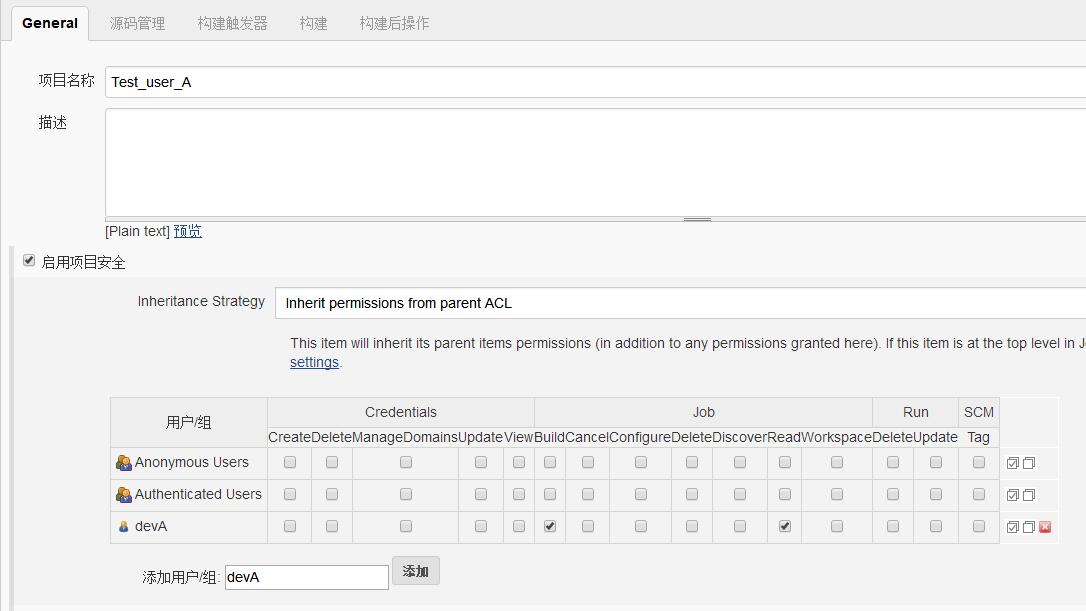 General 源码管理 构建触发器 构建 构建后操作
项目名称 Test_user_A
描述
[Plain text] 预览
启用项目安全
Inheritance Strategy Inherit permissions from parent ACL
This item will inherit its parent items permissions (in addition to any permissions granted here). If this item is at the top level in J
settings.
用户/组 Credentials Job Run SCM
Create Delete ManageDomains Update View Build Cancel Configure Delete Discover Read Workspace Delete Update Tag
Anonymous Users
Authenticated Users
devA
添加用户/组: devA 添加